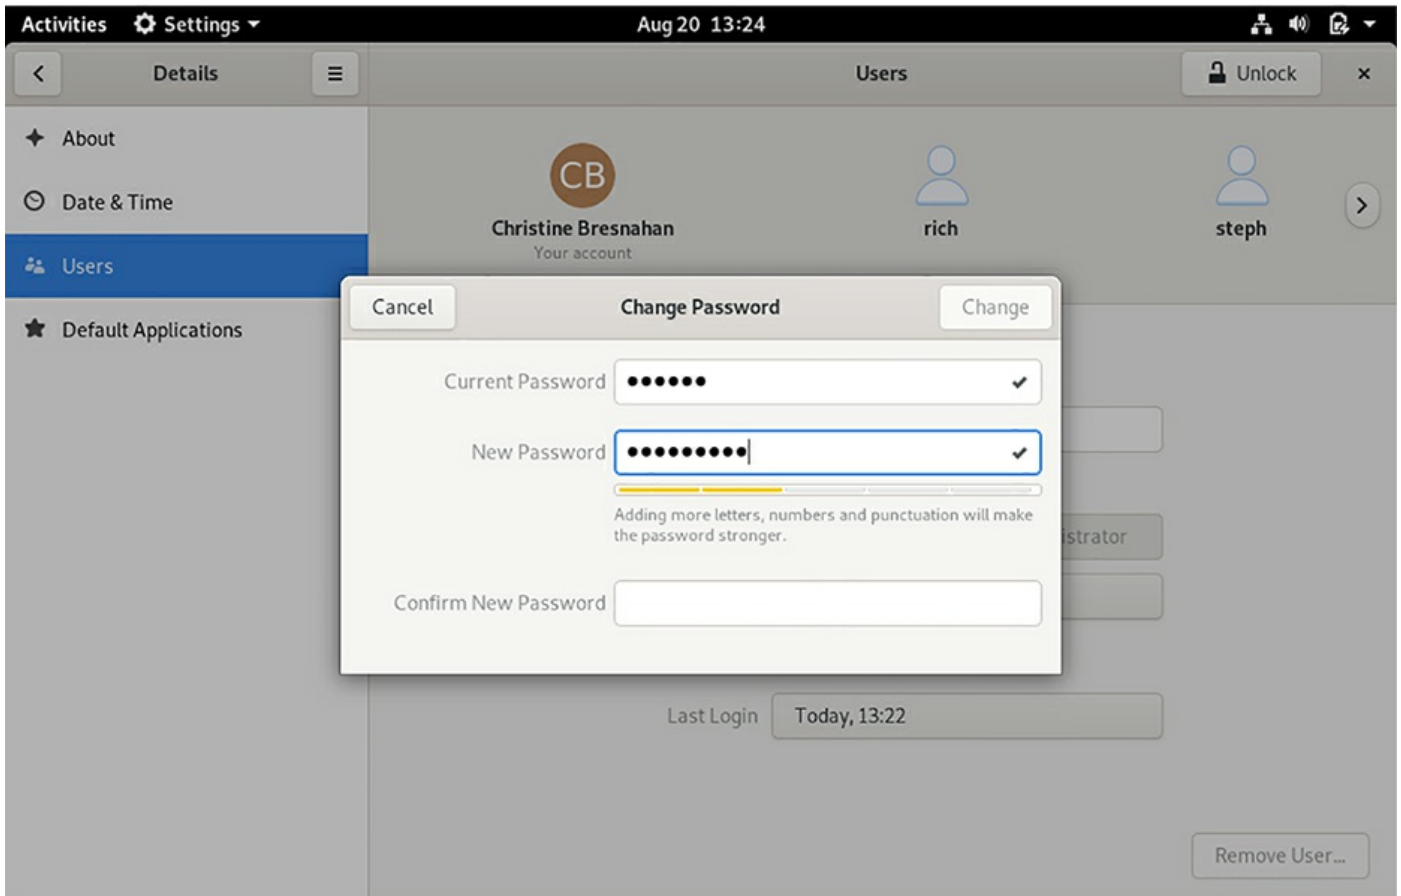 Activities Settings Aug 20 13:24
Details Users Unlock
About
Date & Time
Users
Default Applications
CB
Christine Bresnahan rich steph
Your account
Cancel Change Password Change
Current Password ••••••
New Password •••••••••
Adding more letters, numbers and punctuation will make
the password stronger.
istrator
Confirm New Password
Last Login Today, 13:22
Remove User...